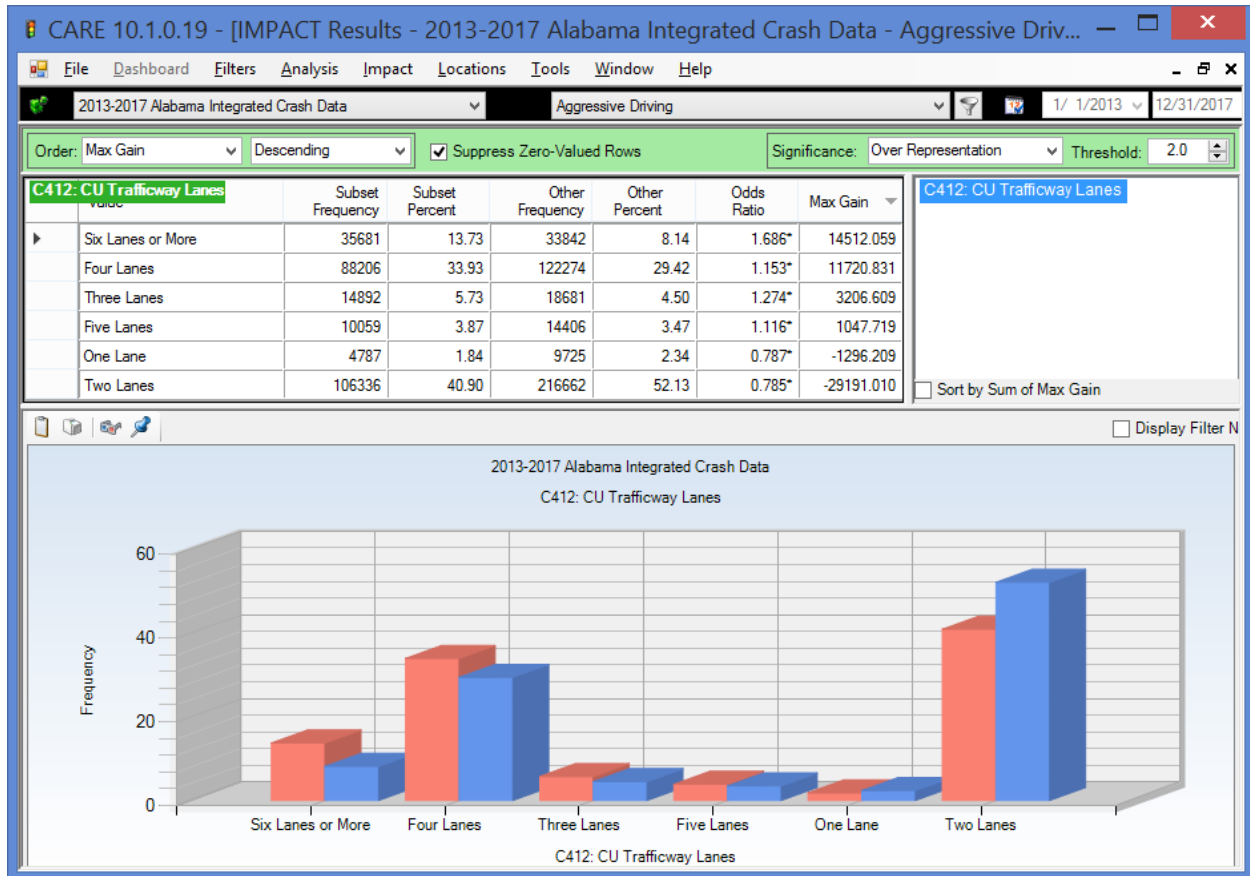 CARE 10.1.0.19 - [IMPACT Results - 2013-2017 Alabama Integrated Crash Data - Aggressive Driv...
File Dashboard Filters Analysis Impact Locations Tools Window Help
2013-2017 Alabama Integrated Crash Data Aggressive Driving 1/ 1/2013 12/31/2017
Order: Max Gain Descending Suppress Zero-Valued Rows Significance: Over Representation Threshold: 2.0
C412: CU Trafficway Lanes Subset Frequency Subset Percent Other Frequency Other Percent Odds Ratio Max Gain C412: CU Trafficway Lanes
Six Lanes or More 35681 13.73 33842 8.14 1.686* 14512.059
Four Lanes 88206 33.93 122274 29.42 1.153* 11720.831
Three Lanes 14892 5.73 18681 4.50 1.274* 3206.609
Five Lanes 10059 3.87 14406 3.47 1.116* 1047.719
One Lane 4787 1.84 9725 2.34 0.787* -1296.209
Two Lanes 106336 40.90 216662 52.13 0.785* -29191.010
Sort by Sum of Max Gain
Display Filter N
2013-2017 Alabama Integrated Crash Data
C412: CU Trafficway Lanes
60
40
20
0
Frequency
Six Lanes or More Four Lanes Three Lanes Five Lanes One Lane Two Lanes
C412: CU Trafficway Lanes